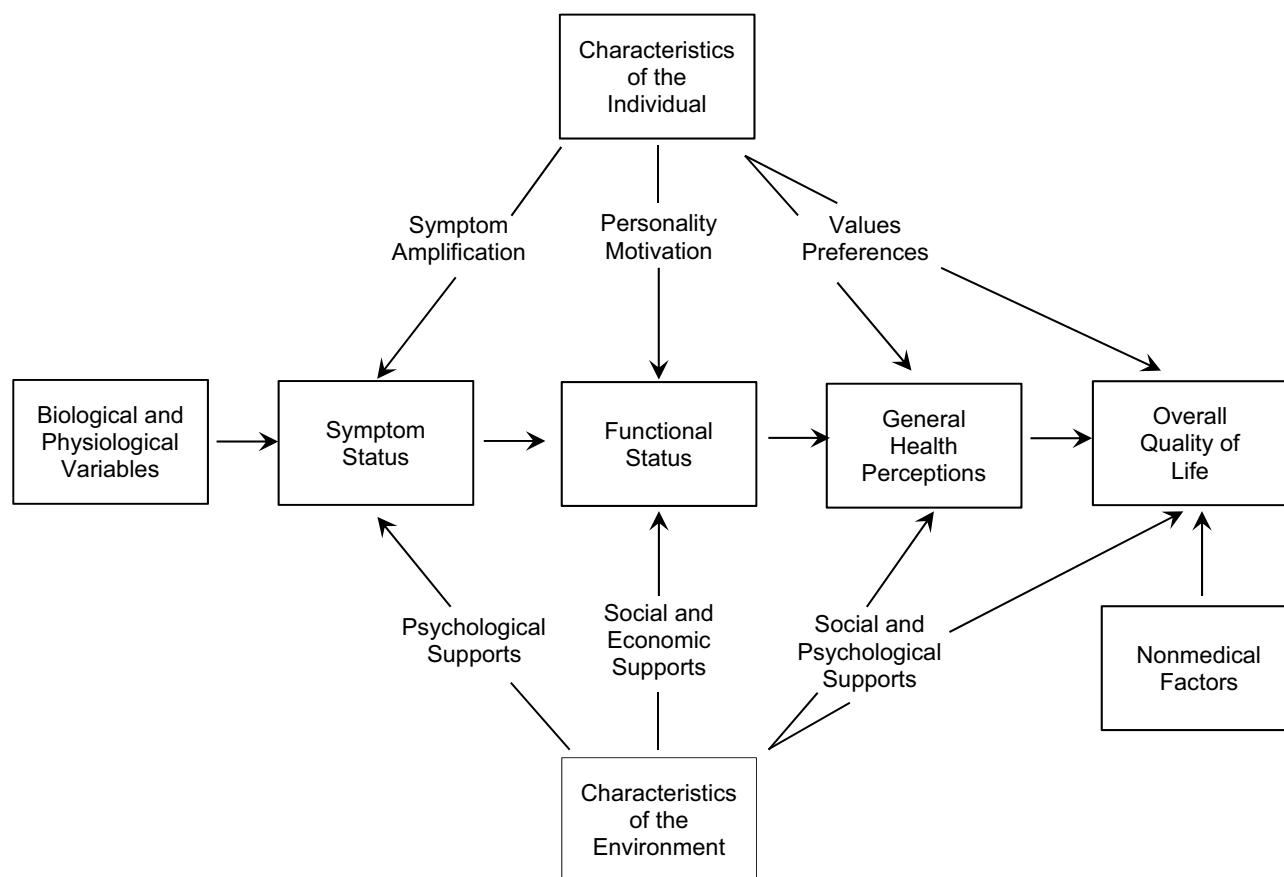 Characteristics
of the
Individual
Symptom
Amplification
Personality
Motivation
Values
Preferences
Biological and
Physiological
Variables
Symptom
Status
Functional
Status
General
Health
Perceptions
Overall
Quality of
Life
Psychological
Supports
Social and
Economic
Supports
Social and
Psychological
Supports
Nonmedical
Factors
Characteristics
of the
Environment